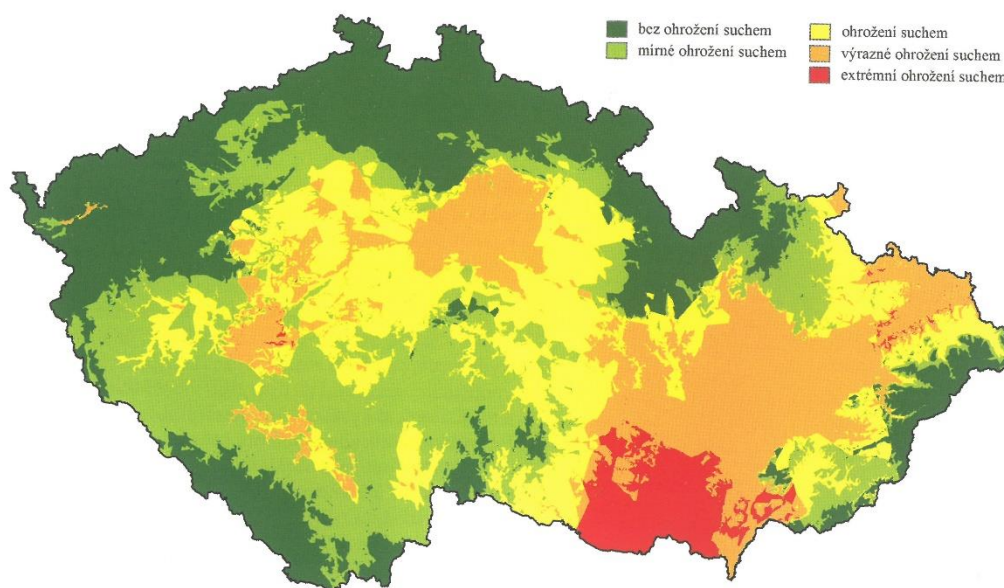 bez ohrožení suchem
mírné ohrožení suchem
ohrožení suchem
výrazné ohrožení suchem
extrémní ohrožení suchem